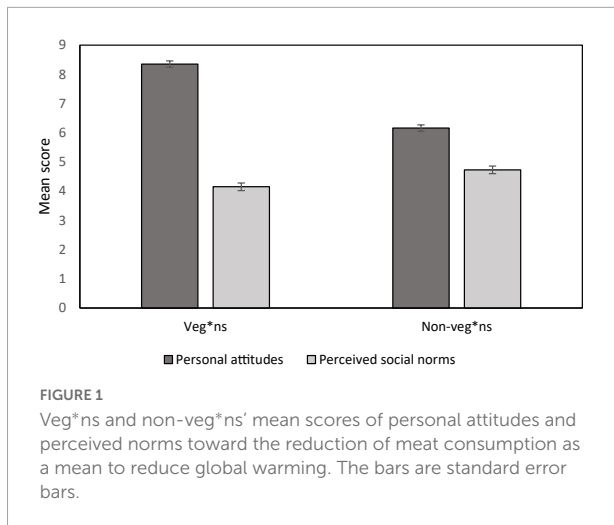 9
8
7
6
5
4
3
2
1
0
Mean score
Veg*ns
Non-veg*ns
Personal attitudes
Perceived social norms
FIGURE 1
Veg*ns and non-veg*ns' mean scores of personal attitudes and
perceived norms toward the reduction of meat consumption as
a mean to reduce global warming. The bars are standard error
bars.